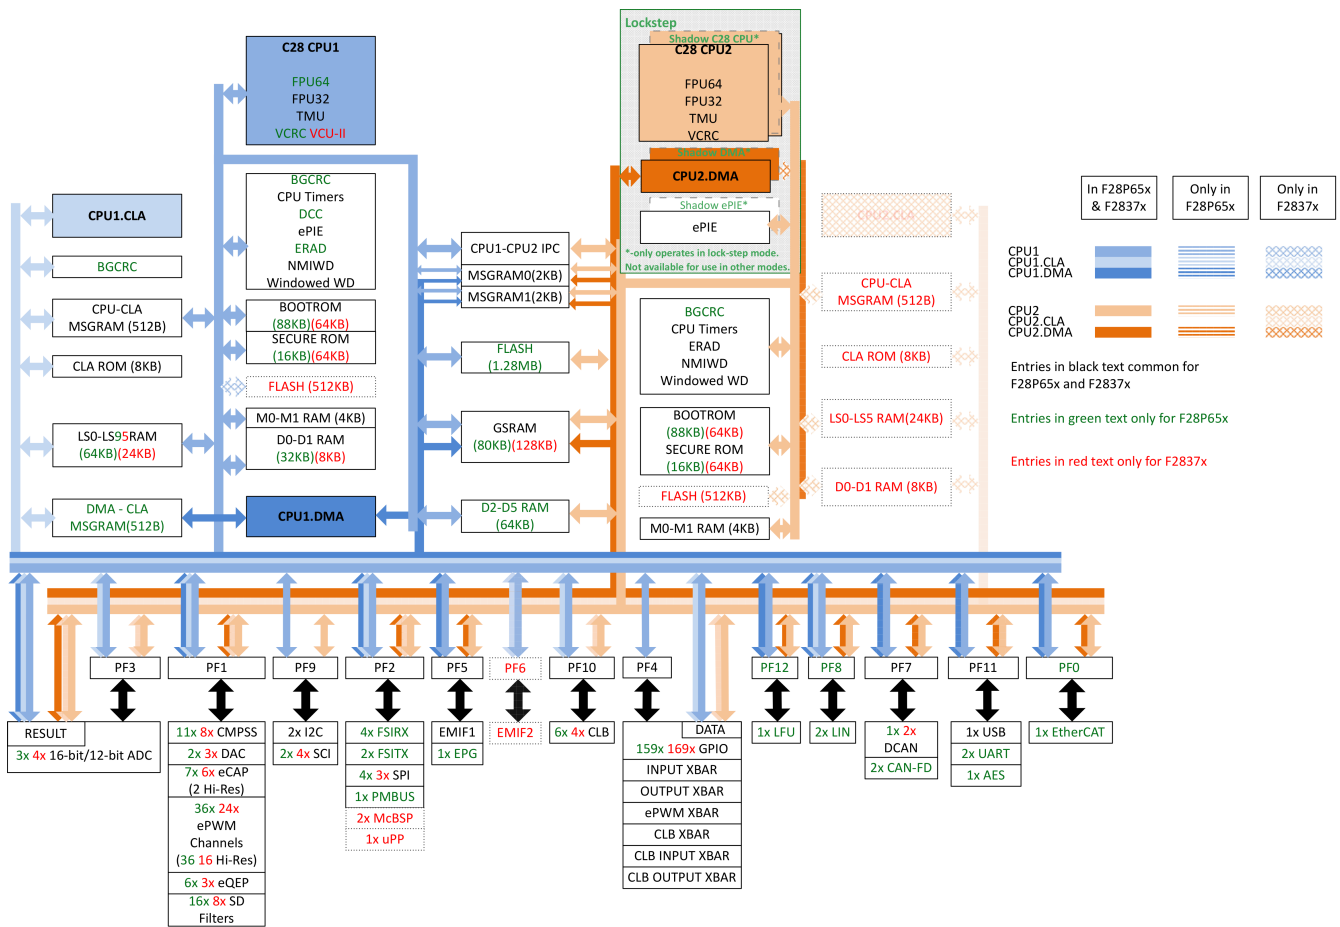 C28 CPU1
FPU64
FPU32
TMU
VCRC VCU-II
Lockstep
Shadow C28 CPU*
C28 CPU2
FPU64
FPU32
TMU
VCRC
Shadow DMA*
CPU2.DMA
Shadow ePIE*
ePIE
*-only operates in lock-step mode.
Not available for use in other modes.
BGCRC
CPU Timers
DCC
ePIE
ERAD
NMIWD
Windowed WD
CPU1.CLA
BGCRC
CPU-CLA
MSGRAM (512B)
CLA ROM (8KB)
LS0-LS95RAM
(64KB)(24KB)
DMA - CLA
MSGRAM(512B)
BOOTROM
(88KB)(64KB)
SECURE ROM
(16KB)(64KB)
FLASH (512KB)
M0-M1 RAM (4KB)
D0-D1 RAM
(32KB)(8KB)
CPU1.DMA
CPU1-CPU2 IPC
MSGRAM0(2KB)
MSGRAM1(2KB)
FLASH
(1.28MB)
GSRAM
(80KB)(128KB)
D2-D5 RAM
(64KB)
BGCRC
CPU Timers
ERAD
NMIWD
Windowed WD
BOOTROM
(88KB)(64KB)
SECURE ROM
(16KB)(64KB)
FLASH (512KB)
M0-M1 RAM (4KB)
CPU2.CLA
CPU-CLA
MSGRAM (512B)
CLA ROM (8KB)
LS0-LS5 RAM(24KB)
D0-D1 RAM (8KB)
In F28P65x
& F2837x
Only in
F28P65x
Only in
F2837x
CPU1
CPU1.CLA
CPU1.DMA
CPU2
CPU2.CLA
CPU2.DMA
Entries in black text common for
F28P65x and F2837x
Entries in green text only for F28P65x
Entries in red text only for F2837x
PF3
PF1
PF9
PF2
PF5
PF6
PF10
PF4
PF12
PF8
PF7
PF11
PF0
RESULT
3x 4x 16-bit/12-bit ADC
11x 8x CMPSS
2x 3x DAC
7x 6x eCAP
(2 Hi-Res)
36x 24x
ePWM
Channels
(36 16 Hi-Res)
6x 3x eQEP
16x 8x SD
Filters
2x I2C
2x 4x SCI
4x FSIRX
2x FSITX
4x 3x SPI
1x PMBUS
2x McBSP
1x uPP
EMIF1
1x EPG
EMIF2
6x 4x CLB
DATA
159x 169x GPIO
INPUT XBAR
OUTPUT XBAR
ePWM XBAR
CLB XBAR
CLB INPUT XBAR
CLB OUTPUT XBAR
1x LFU
2x LIN
1x 2x
DCAN
2x CAN-FD
1x USB
2x UART
1x AES
1x EtherCAT